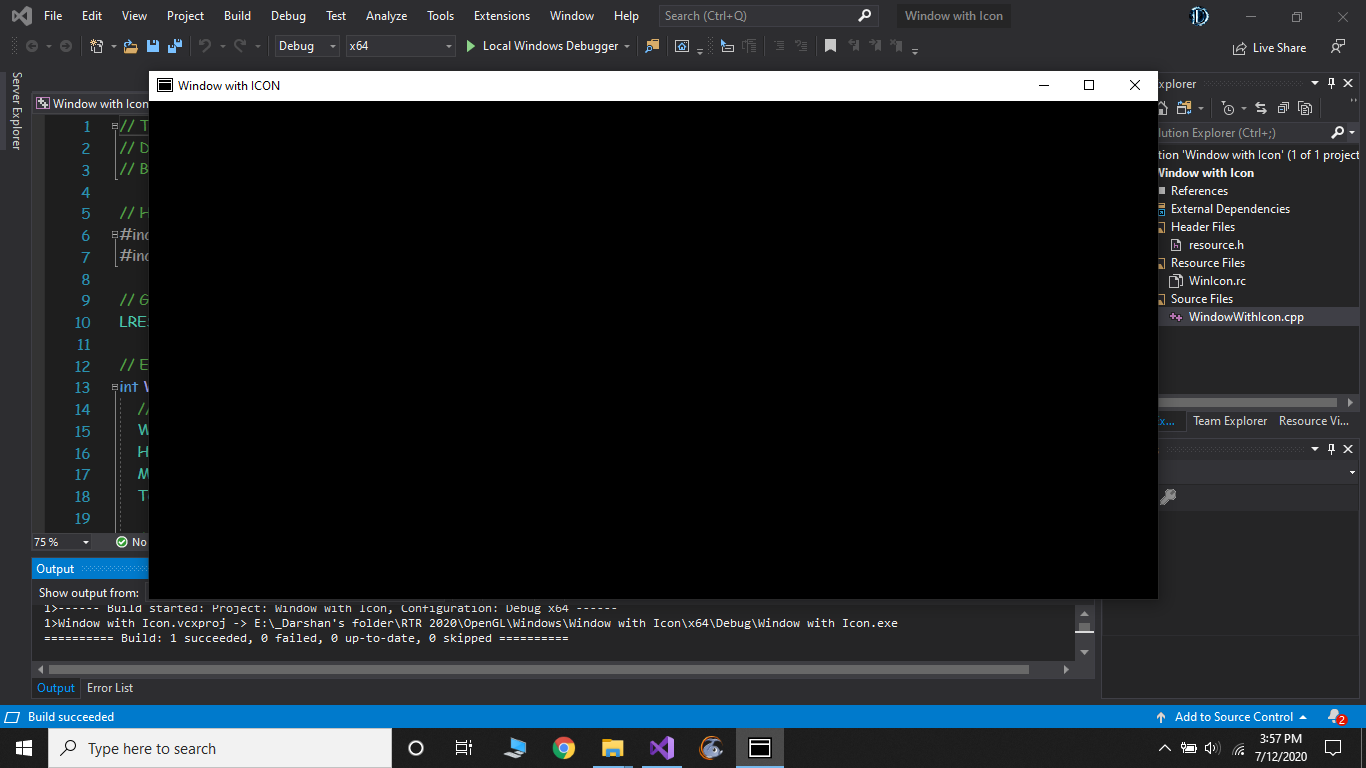 File Edit View Project Build Debug Test Analyze Tools Extensions Window Help Search (Ctrl+Q) Window with Icon
Debug x64 Local Windows Debugger Live Share
Server Explorer
Window with ICON
Window with Icon
xplorer
lution Explorer (Ctrl+;)
tion 'Window with Icon' (1 of 1 project
Window with Icon
References
External Dependencies
Header Files
resource.h
Resource Files
WinIcon.rc
Source Files
WindowWithIcon.cpp
x... Team Explorer Resource Vi...
1 // T
2 // D
3 // B
4
5 // H
6 #inc
7 #inc
8
9 // G
10 LRES
11
12 // E
13 int W
14 //
15 W
16 H
17 M
18 T
19
75 % No
Output
Show output from:
1>------ Build started: Project: Window with Icon, Configuration: Debug x64 ------
1>Window with Icon.vcxproj -> E:\_Darshan's folder\RTR 2020\OpenGL\Windows\Window with Icon\x64\Debug\Window with Icon.exe
========== Build: 1 succeeded, 0 failed, 0 up-to-date, 0 skipped ==========
Output Error List
Build succeeded Add to Source Control 2
Type here to search
3:57 PM
7/12/2020